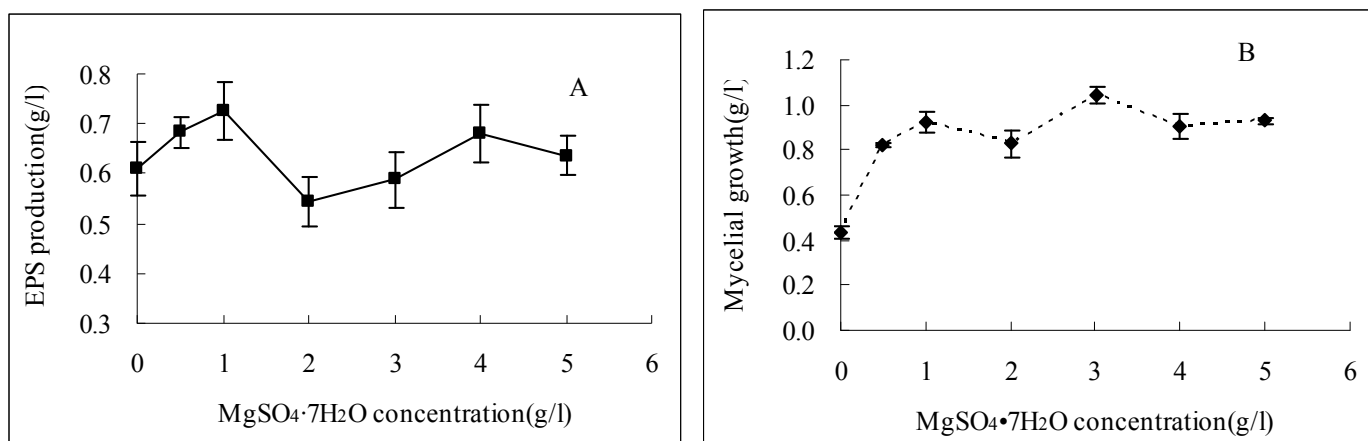 A
EPS production(g/l)
0.8
0.7
0.6
0.5
0.4
0.3
0 1 2 3 4 5 6
MgSO4·7H2O concentration(g/l)
B
Mycelial growth(g/l)
1.2
1.0
0.8
0.6
0.4
0.2
0.0
0 1 2 3 4 5 6
MgSO4•7H2O concentration(g/l)